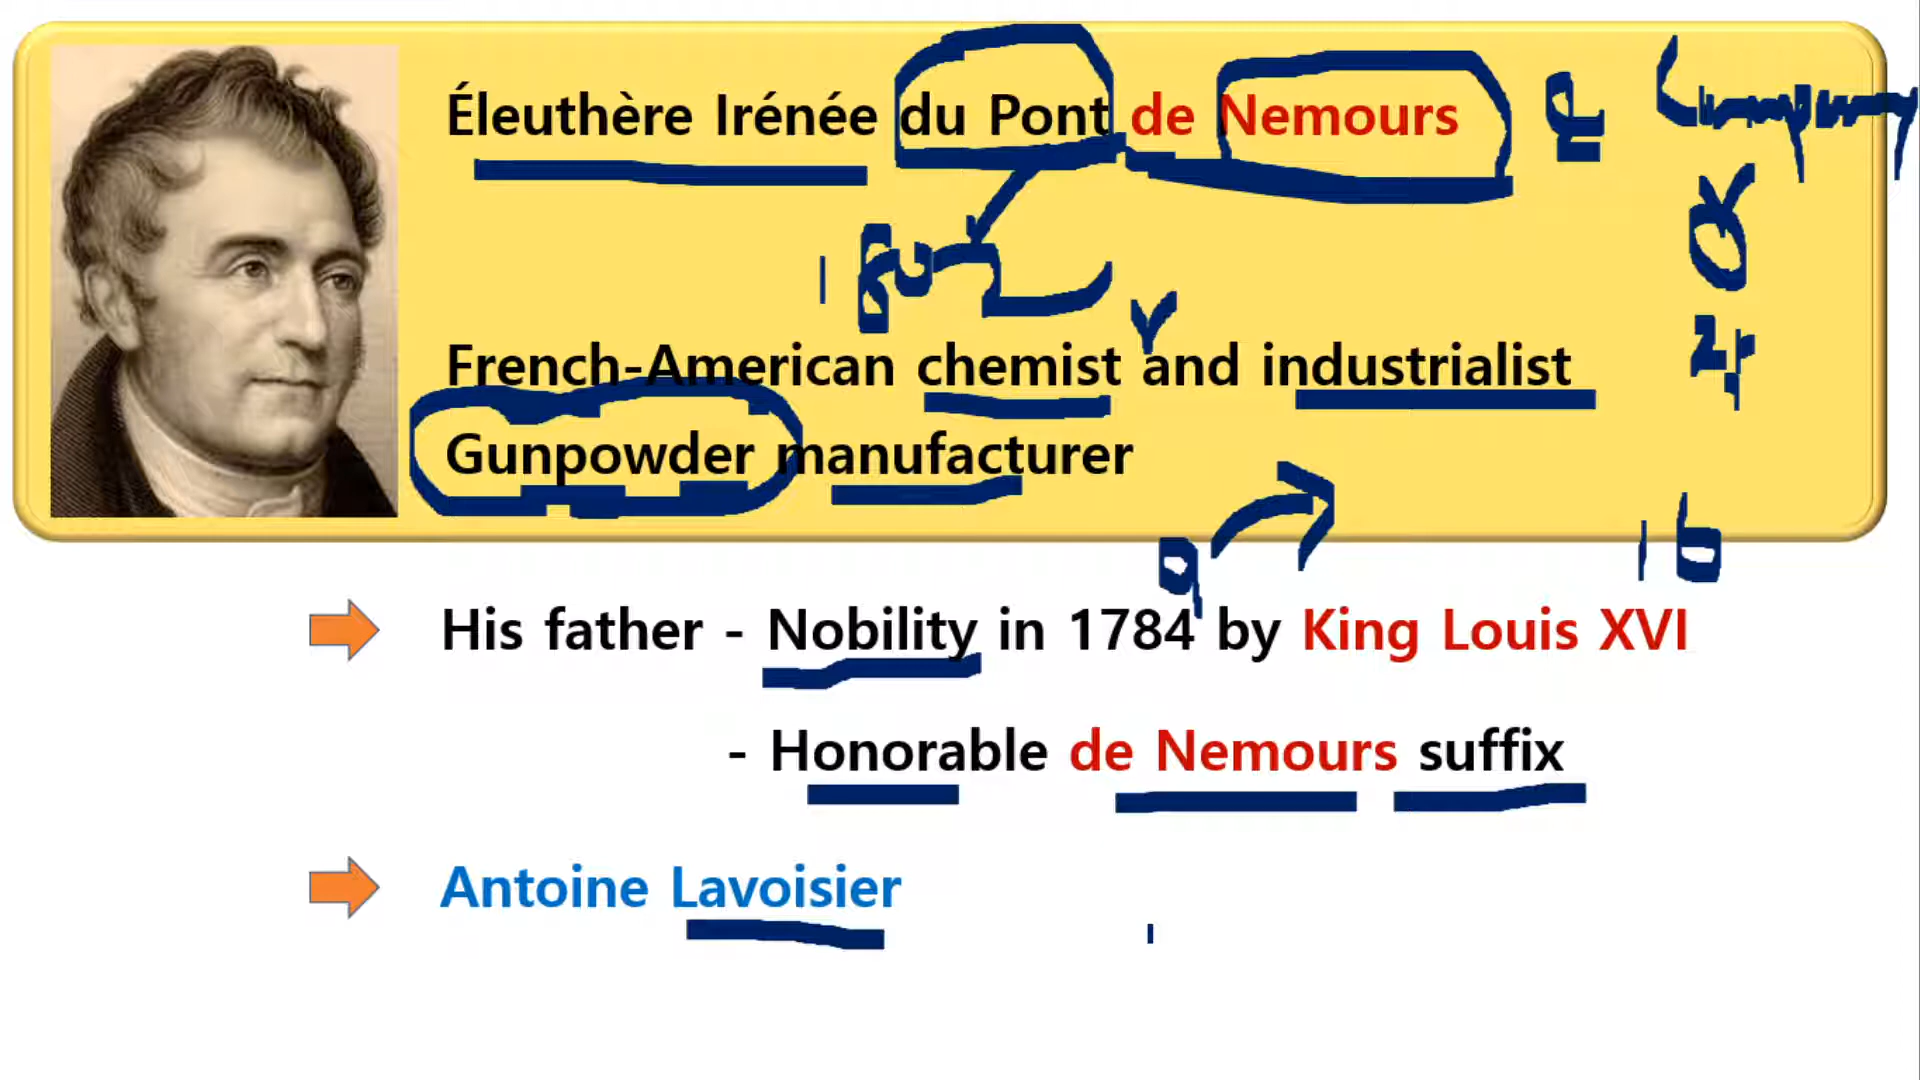 Éleuthère Irénée du Pont de Nemours
French-American chemist and industrialist
Gunpowder manufacturer
His father - Nobility in 1784 by King Louis XVI
- Honorable de Nemours suffix
Antoine Lavoisier